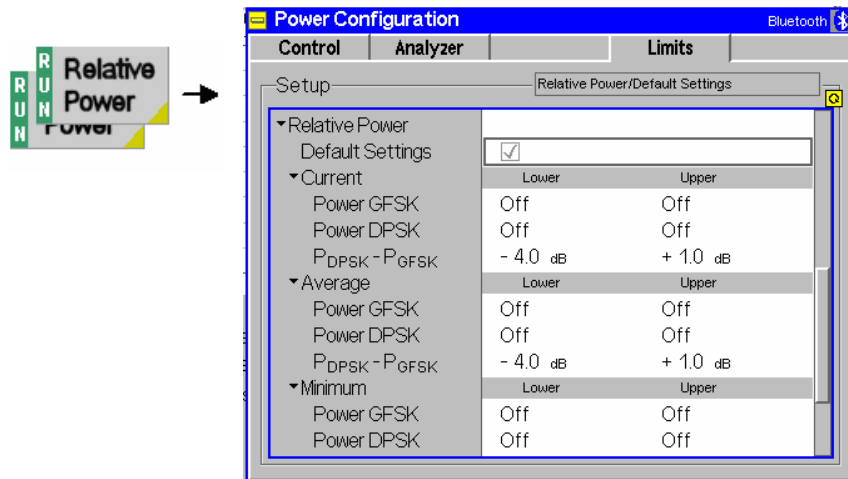 Power Configuration Bluetooth
Control Analyzer Limits
RUN Relative Power
RUN Power
Setup Relative Power/Default Settings
Relative Power
Default Settings
Current Lower Upper
Power GFSK Off Off
Power DPSK Off Off
PDPSK - PGFSK - 4.0 dB + 1.0 dB
Average Lower Upper
Power GFSK Off Off
Power DPSK Off Off
PDPSK - PGFSK - 4.0 dB + 1.0 dB
Minimum Lower Upper
Power GFSK Off Off
Power DPSK Off Off